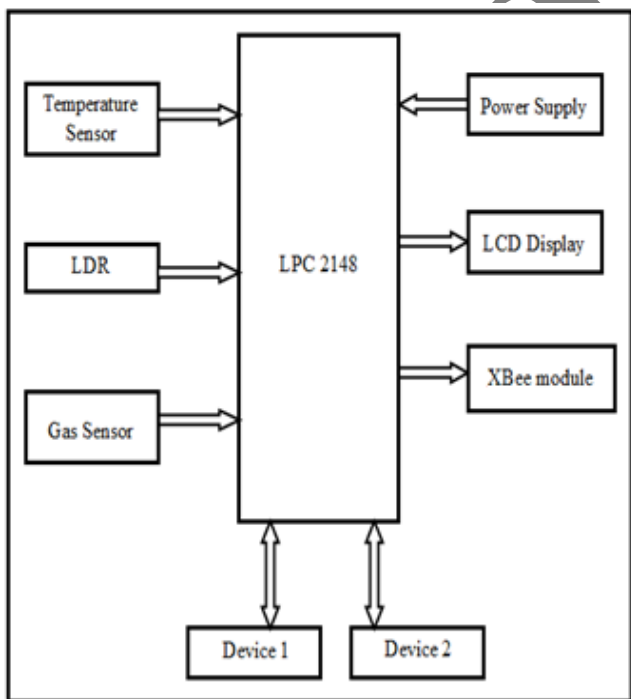 Temperature
Sensor
LDR
Gas Sensor
LPC 2148
Power Supply
LCD Display
XBee module
Device 1
Device 2